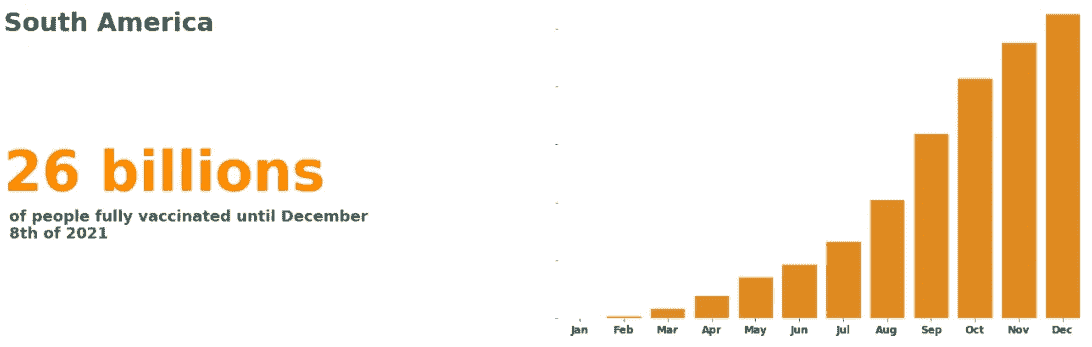 South America
26 billions
of people fully vaccinated until December
8th of 2021
Jan Feb Mar Apr May Jun Jul Aug Sep Oct Nov Dec